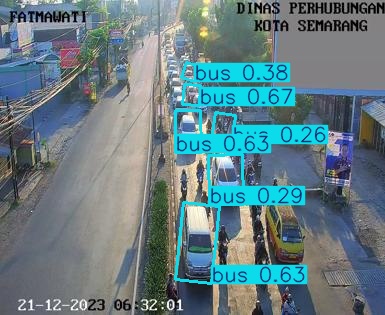 FATMAWATI
DINAS PERHUBUNGAN
KOTA SEMARANG
bus 0.38
bus 0.67
bus 0.26
bus 0.63
bus 0.29
bus 0.63
21-12-2023 06:32:01